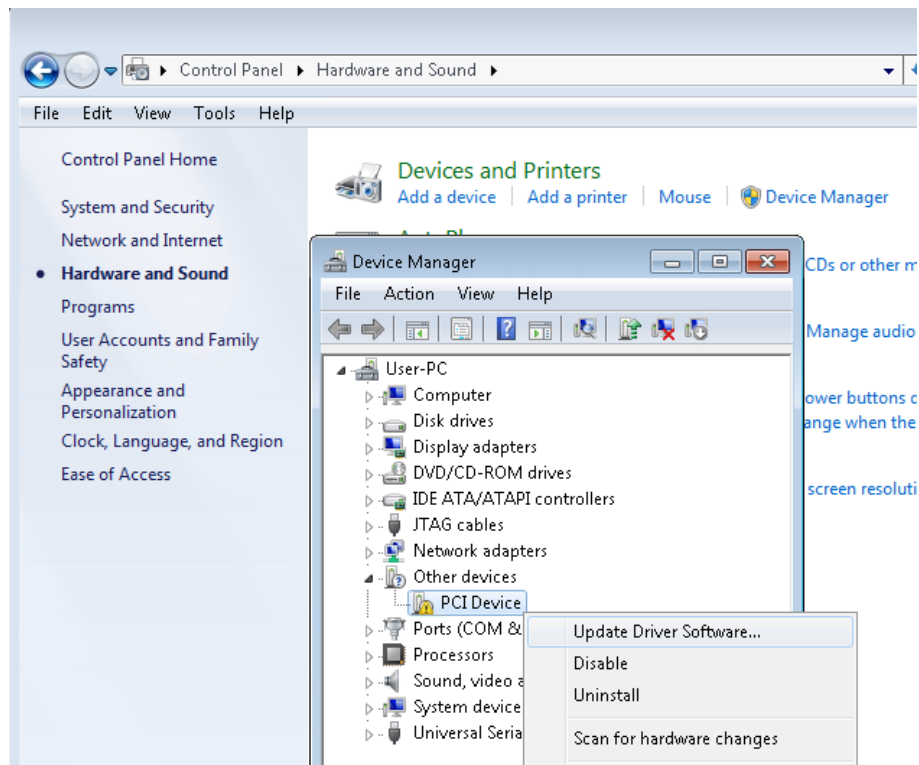 Control Panel Hardware and Sound
File Edit View Tools Help
Control Panel Home
System and Security
Network and Internet
Hardware and Sound
Programs
User Accounts and Family
Safety
Appearance and
Personalization
Clock, Language, and Region
Ease of Access
Devices and Printers
Add a device Add a printer Mouse Device Manager
CDs or other m
Manage audio
ower buttons
ange when the
screen resoluti
Device Manager
File Action View Help
User-PC
Computer
Disk drives
Display adapters
DVD/CD-ROM drives
IDE ATA/ATAPI controllers
JTAG cables
Network adapters
Other devices
PCI Device
Ports (COM &
Processors
Sound, video a
System device
Universal Seria
Update Driver Software...
Disable
Uninstall
Scan for hardware changes